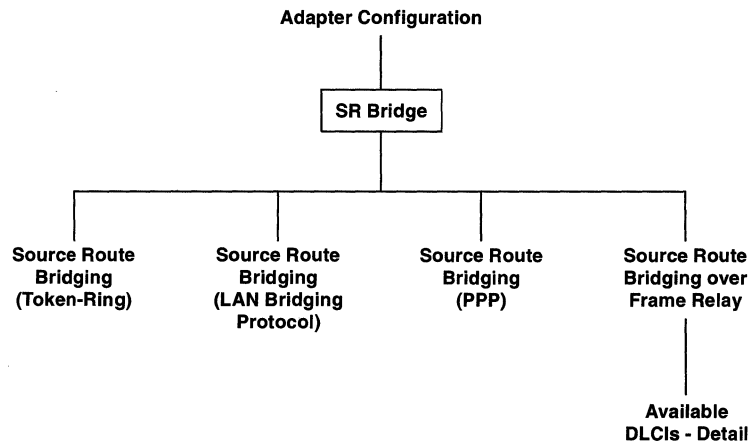 Adapter Configuration
SR Bridge
Source Route
Bridging
(Token-Ring)
Source Route
Bridging
(LAN Bridging
Protocol)
Source Route
Bridging
(PPP)
Source Route
Bridging over
Frame Relay
Available
DLCIs - Detail